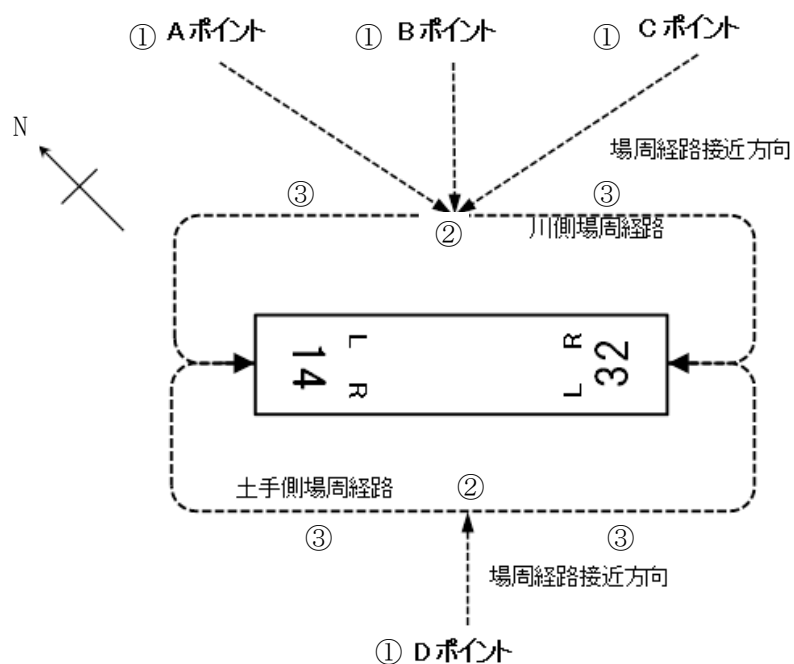 ① Aポイント
① Bポイント
① Cポイント
N
場周経路接近方向
③
③
②
川側場周経路
14
L
R
R
L
32
土手側場周経路
②
③
③
場周経路接近方向
① Dポイント